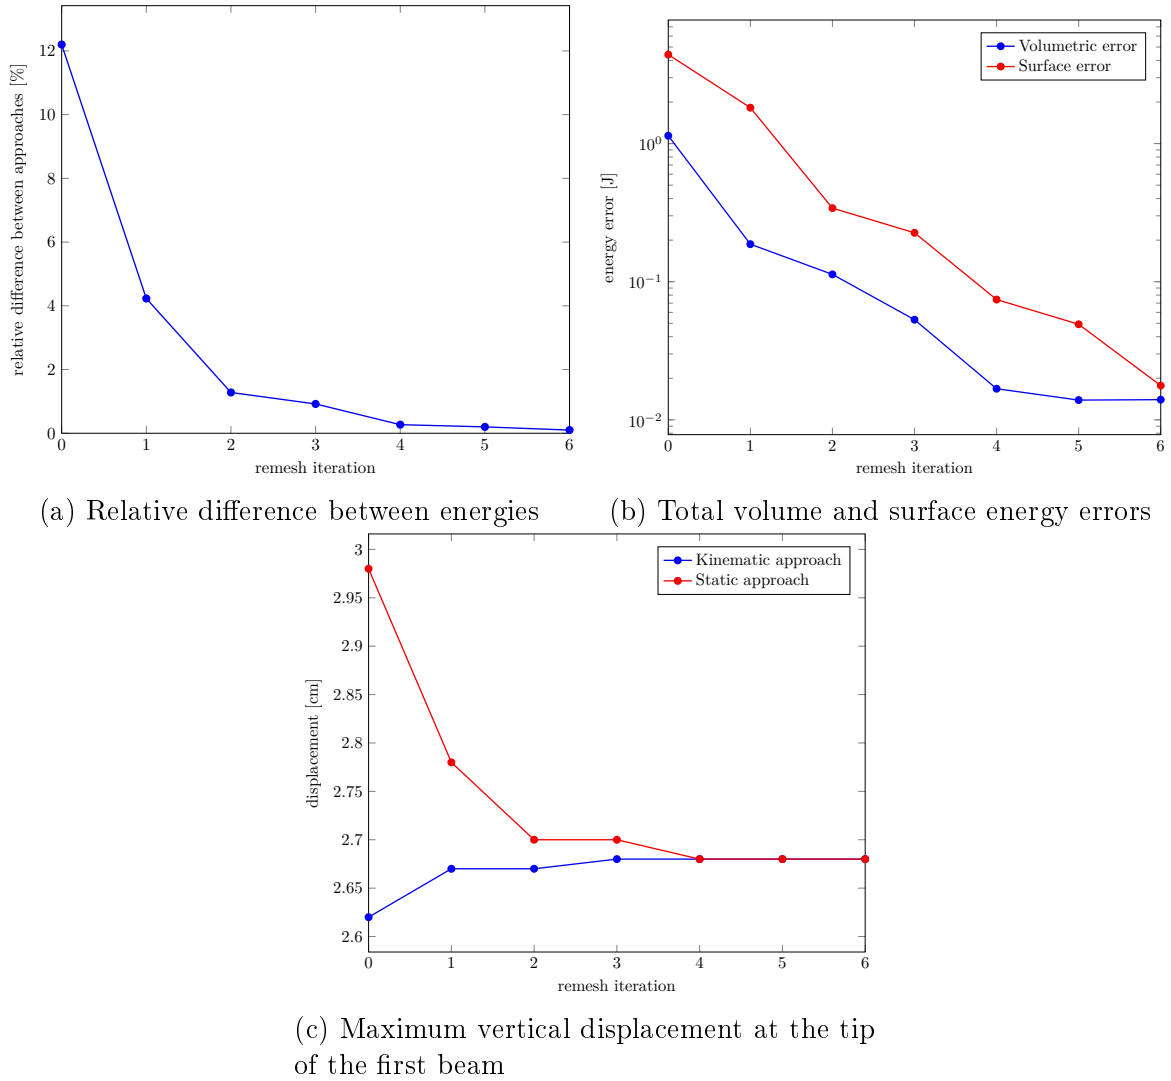 relative difference between approaches [%]
12
10
8
6
4
2
0
0 1 2 3 4 5 6
remesh iteration
(a) Relative difference between energies
energy error [J]
10^0
10^−1
10^−2
Volumetric error
Surface error
0 1 2 3 4 5 6
remesh iteration
(b) Total volume and surface energy errors
displacement [cm]
3
2.95
2.9
2.85
2.8
2.75
2.7
2.65
2.6
Kinematic approach
Static approach
0 1 2 3 4 5 6
remesh iteration
(c) Maximum vertical displacement at the tip
of the first beam